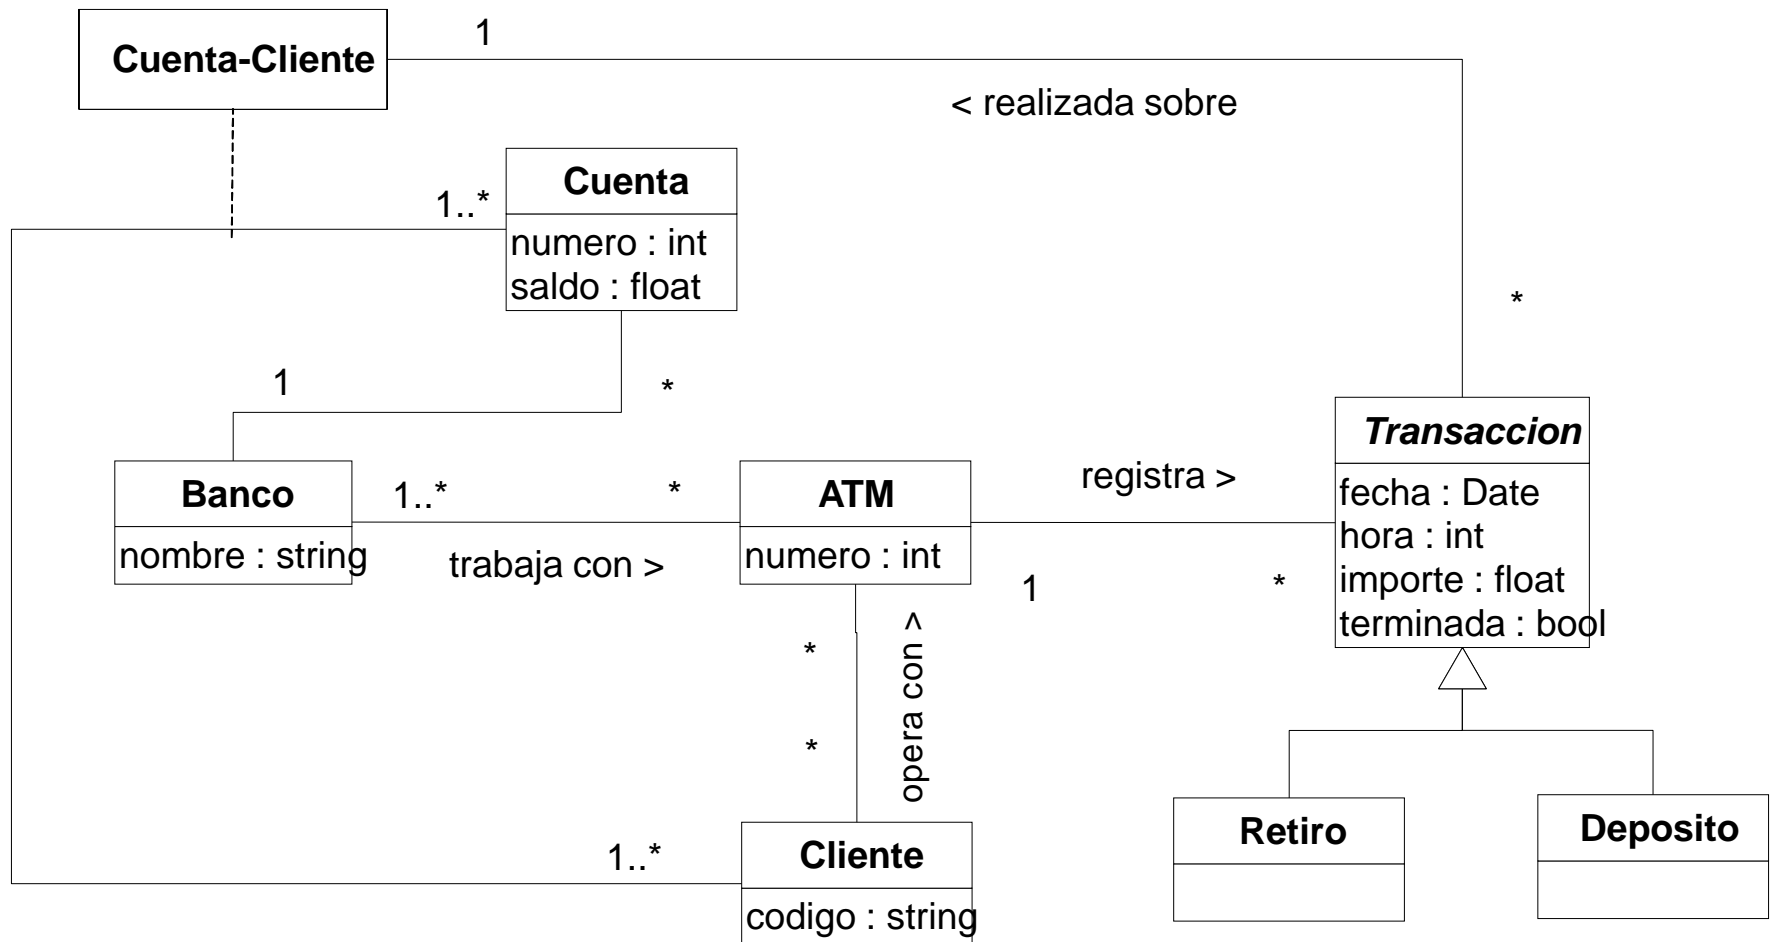 Cuenta-Cliente
1
< realizada sobre
Cuenta
1..*
numero : int
saldo : float
*
1
*
Transaccion
fecha : Date
hora : int
importe : float
terminada : bool
Banco
nombre : string
1..*
*
trabaja con >
ATM
numero : int
registra >
1
*
*
*
opera con >
1..*
Cliente
codigo : string
Retiro
Deposito